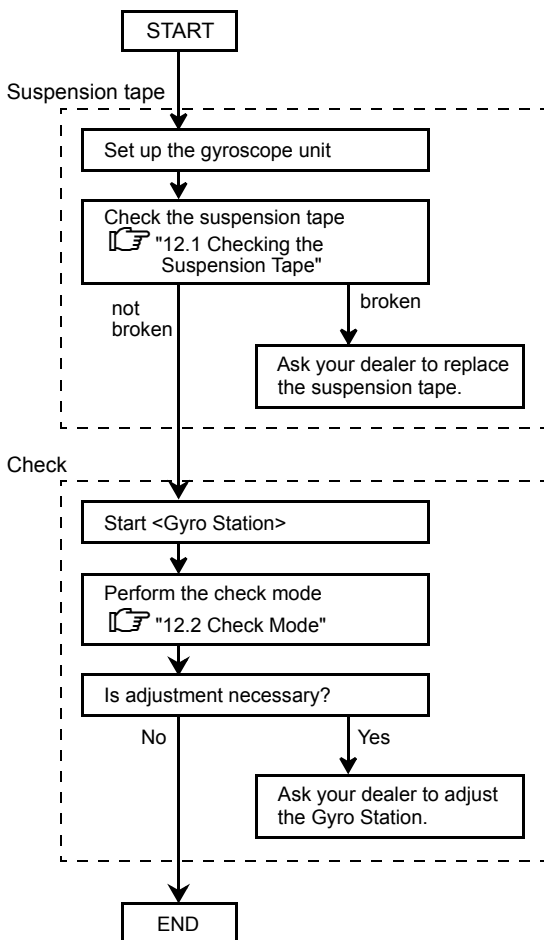 START
Suspension tape
Set up the gyroscope unit
Check the suspension tape
"12.1 Checking the
Suspension Tape"
not
broken
broken
Ask your dealer to replace
the suspension tape.
Check
Start <Gyro Station>
Perform the check mode
"12.2 Check Mode"
Is adjustment necessary?
No
Yes
Ask your dealer to adjust
the Gyro Station.
END